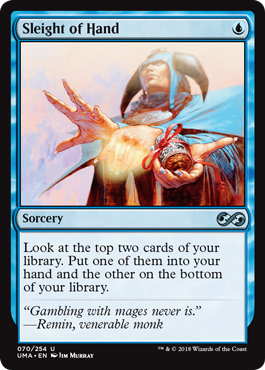 Sleight of Hand
Sorcery
Look at the top two cards of your
library. Put one of them into your
hand and the other on the bottom
of your library.
“Gambling with mages never is.”
—Remin, venerable monk
070/254 U
UMA • EN Jim Murray
™ & © 2018 Wizards of the Coast